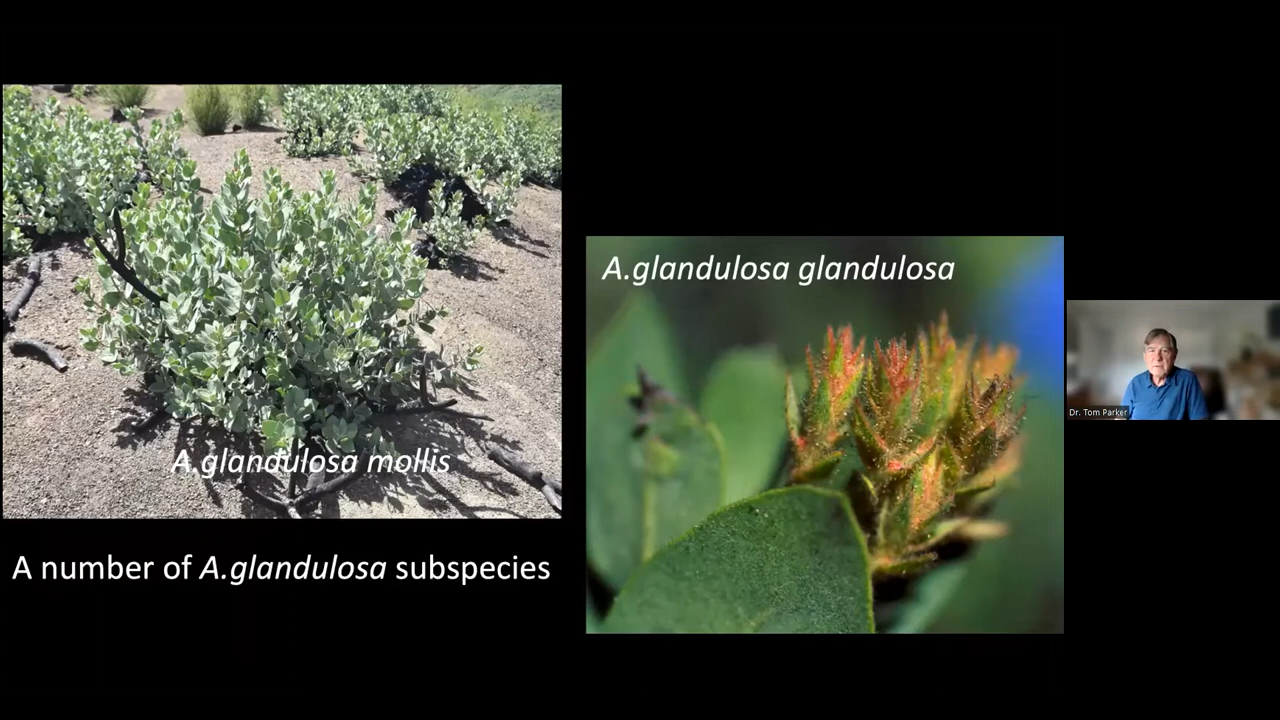 A.glandulosa mollis
A number of A.glandulosa subspecies
A.glandulosa glandulosa
Dr. Tom Parker